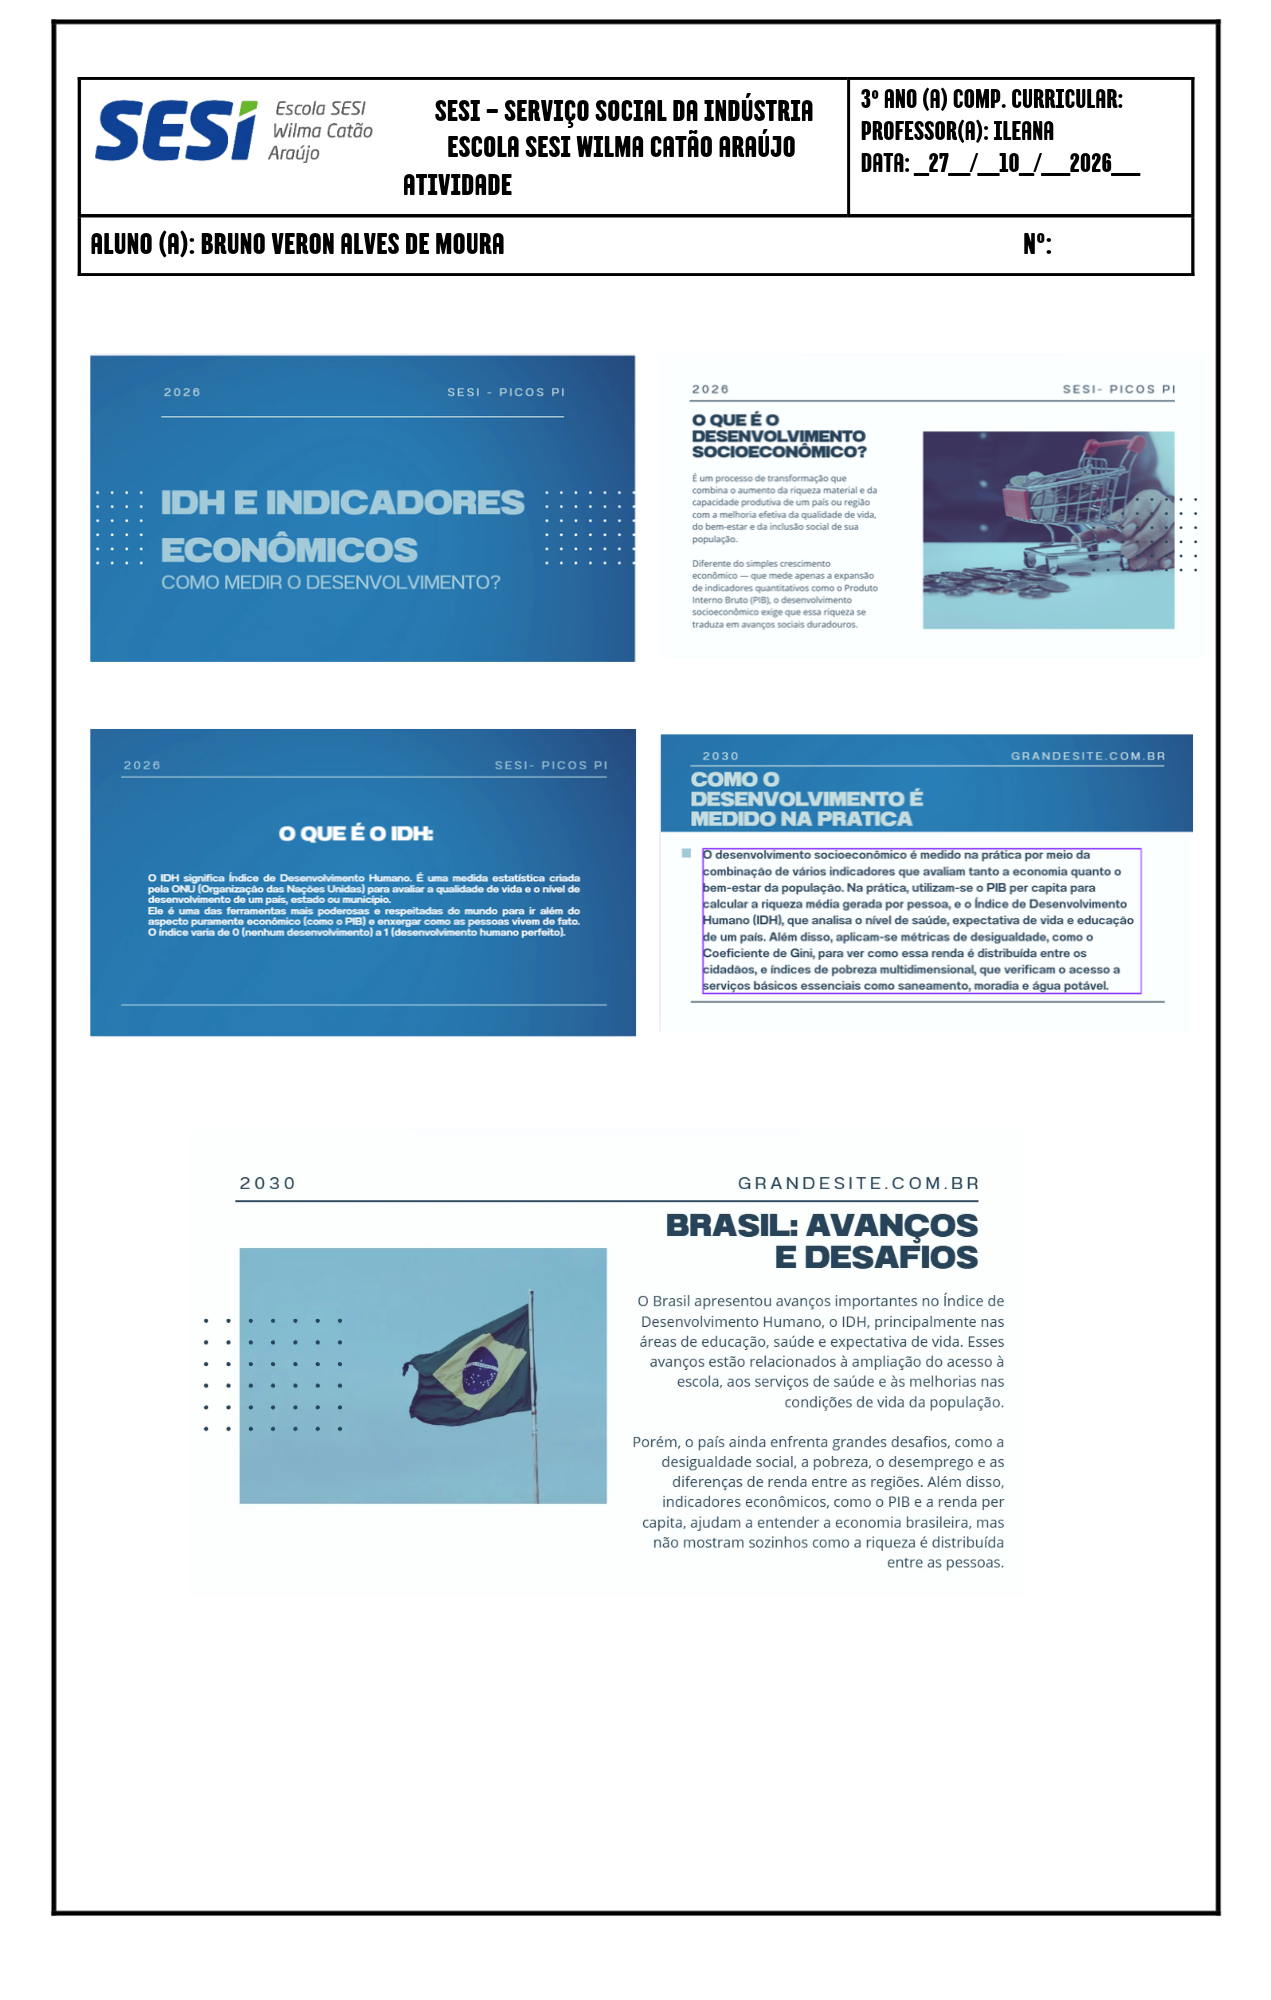 SESI Escola SESI
Wilma Catão
Araújo
SESI – SERVIÇO SOCIAL DA INDÚSTRIA
ESCOLA SESI WILMA CATÃO ARAÚJO
ATIVIDADE
3º ANO (A) COMP. CURRICULAR:
PROFESSOR(A): ILEANA
DATA: _27__/__10_/___2026___
ALUNO (A): BRUNO VERON ALVES DE MOURA Nº:
2026 SESI - PICOS PI
IDH E INDICADORES
ECONÔMICOS
COMO MEDIR O DESENVOLVIMENTO?
2026 SESI- PICOS PI
O QUE É O
DESENVOLVIMENTO
SOCIOECONÔMICO?
É um processo de transformação que
combina o aumento da riqueza material e da
capacidade produtiva de um país ou região
com a melhoria efetiva da qualidade de vida,
do bem-estar e da inclusão social de sua
população.
Diferente do simples crescimento
econômico — que mede apenas a expansão
de indicadores quantitativos como o Produto
Interno Bruto (PIB), o desenvolvimento
socioeconômico exige que essa riqueza se
traduza em avanços sociais duradouros.
2026 SESI- PICOS PI
O QUE É O IDH:
O IDH significa Índice de Desenvolvimento Humano. É uma medida estatística criada
pela ONU (Organização das Nações Unidas) para avaliar a qualidade de vida e o nível de
desenvolvimento de um país, estado ou município.
Ele é uma das ferramentas mais poderosas e respeitadas do mundo para ir além do
aspecto puramente econômico (como o PIB) e enxergar como as pessoas vivem de fato.
O índice varia de 0 (nenhum desenvolvimento) a 1 (desenvolvimento humano perfeito).
2030 GRANDESITE.COM.BR
COMO O
DESENVOLVIMENTO É
MEDIDO NA PRATICA
O desenvolvimento socioeconômico é medido na prática por meio da
combinação de vários indicadores que avaliam tanto a economia quanto o
bem-estar da população. Na prática, utilizam-se o PIB per capita para
calcular a riqueza média gerada por pessoa, e o Índice de Desenvolvimento
Humano (IDH), que analisa o nível de saúde, expectativa de vida e educação
de um país. Além disso, aplicam-se métricas de desigualdade, como o
Coeficiente de Gini, para ver como essa renda é distribuída entre os
cidadãos, e índices de pobreza multidimensional, que verificam o acesso a
serviços básicos essenciais como saneamento, moradia e água potável.
2030 GRANDESITE.COM.BR
BRASIL: AVANÇOS
E DESAFIOS
O Brasil apresentou avanços importantes no Índice de
Desenvolvimento Humano, o IDH, principalmente nas
áreas de educação, saúde e expectativa de vida. Esses
avanços estão relacionados à ampliação do acesso à
escola, aos serviços de saúde e às melhorias nas
condições de vida da população.
Porém, o país ainda enfrenta grandes desafios, como a
desigualdade social, a pobreza, o desemprego e as
diferenças de renda entre as regiões. Além disso,
indicadores econômicos, como o PIB e a renda per
capita, ajudam a entender a economia brasileira, mas
não mostram sozinhos como a riqueza é distribuída
entre as pessoas.